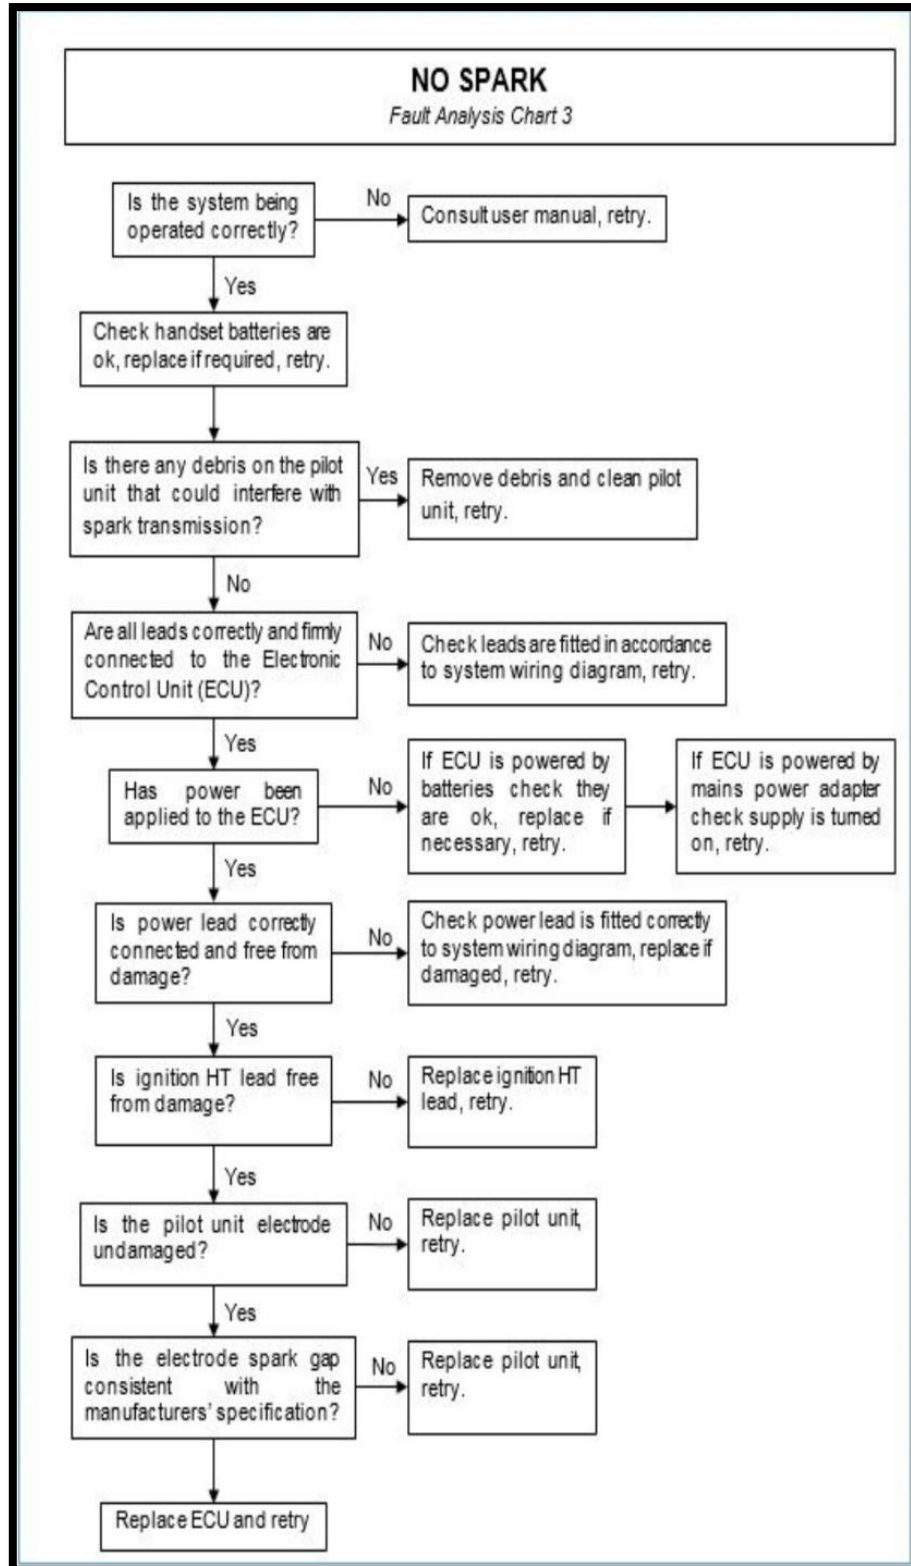 NO SPARK
Fault Analysis Chart 3
Is the system being
operated correctly?
No
Consult user manual, retry.
Yes
Check handset batteries are
ok, replace if required, retry.
Is there any debris on the pilot
unit that could interfere with
spark transmission?
Yes
Remove debris and clean pilot
unit, retry.
No
Are all leads correctly and firmly
connected to the Electronic
Control Unit (ECU)?
No
Check leads are fitted in accordance
to system wiring diagram, retry.
Yes
Has power been
applied to the ECU?
No
If ECU is powered by
batteries check they
are ok, replace if
necessary, retry.
If ECU is powered by
mains power adapter
check supply is turned
on, retry.
Yes
Is power lead correctly
connected and free from
damage?
No
Check power lead is fitted correctly
to system wiring diagram, replace if
damaged, retry.
Yes
Is ignition HT lead free
from damage?
No
Replace ignition HT
lead, retry.
Yes
Is the pilot unit electrode
undamaged?
No
Replace pilot unit,
retry.
Yes
Is the electrode spark gap
consistent with the
manufacturers' specification?
No
Replace pilot unit,
retry.
Replace ECU and retry